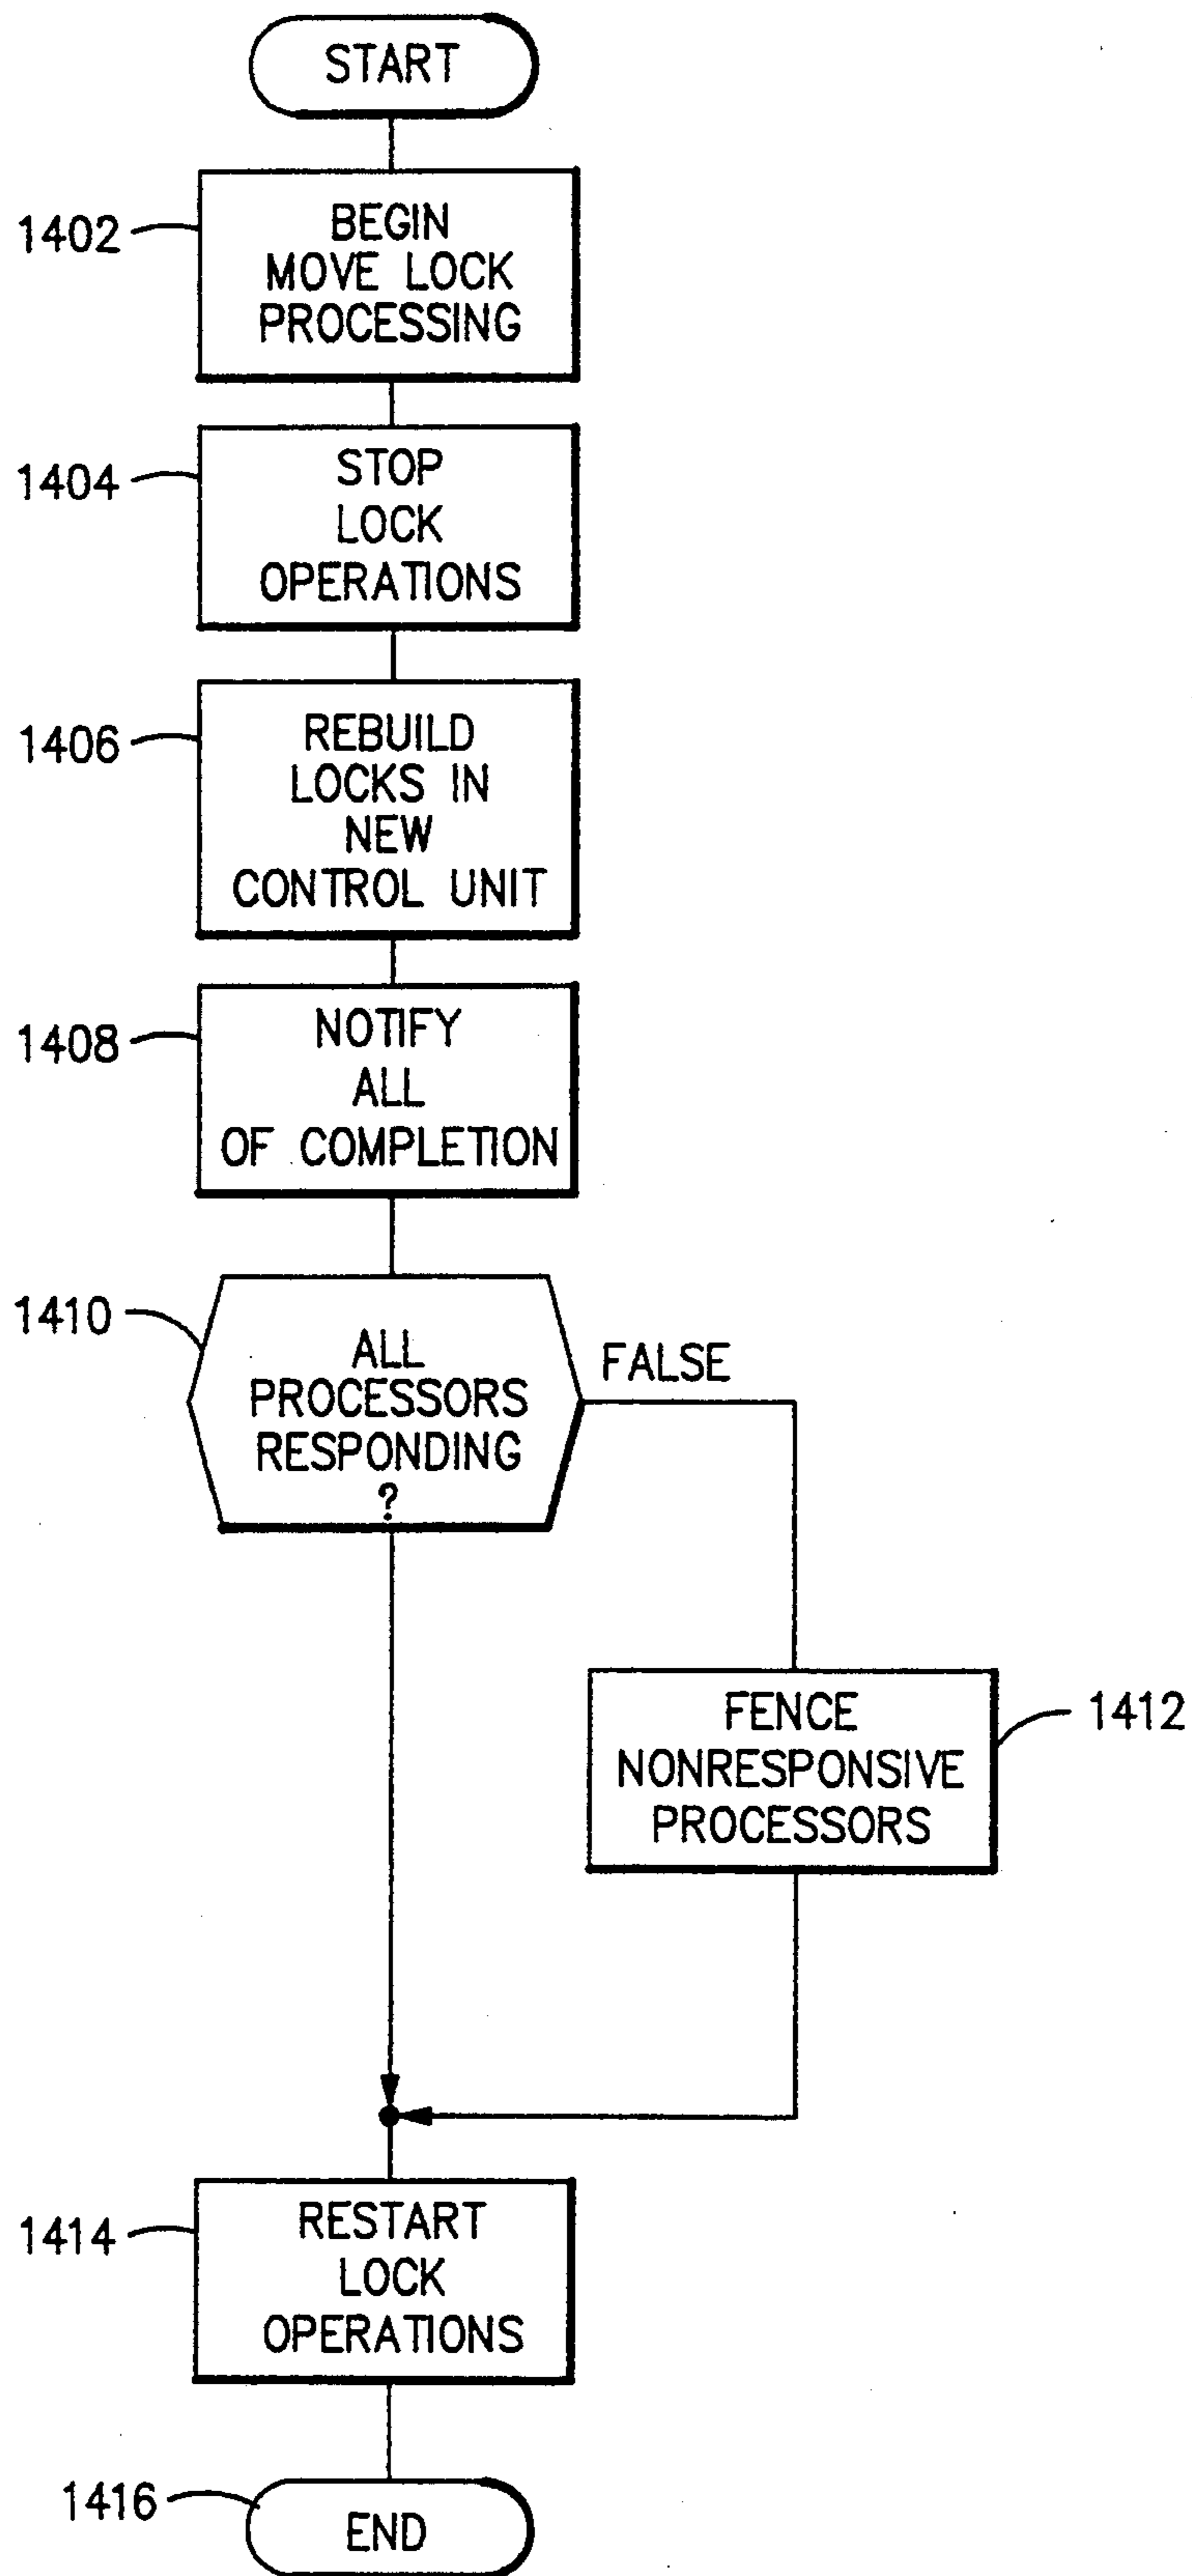 START
1402
BEGIN
MOVE LOCK
PROCESSING
1404
STOP
LOCK
OPERATIONS
1406
REBUILD
LOCKS IN
NEW
CONTROL UNIT
1408
NOTIFY
ALL
OF COMPLETION
1410
ALL
PROCESSORS
RESPONDING
?
FALSE
FENCE
NONRESPONSIVE
PROCESSORS
1412
1414
RESTART
LOCK
OPERATIONS
1416
END